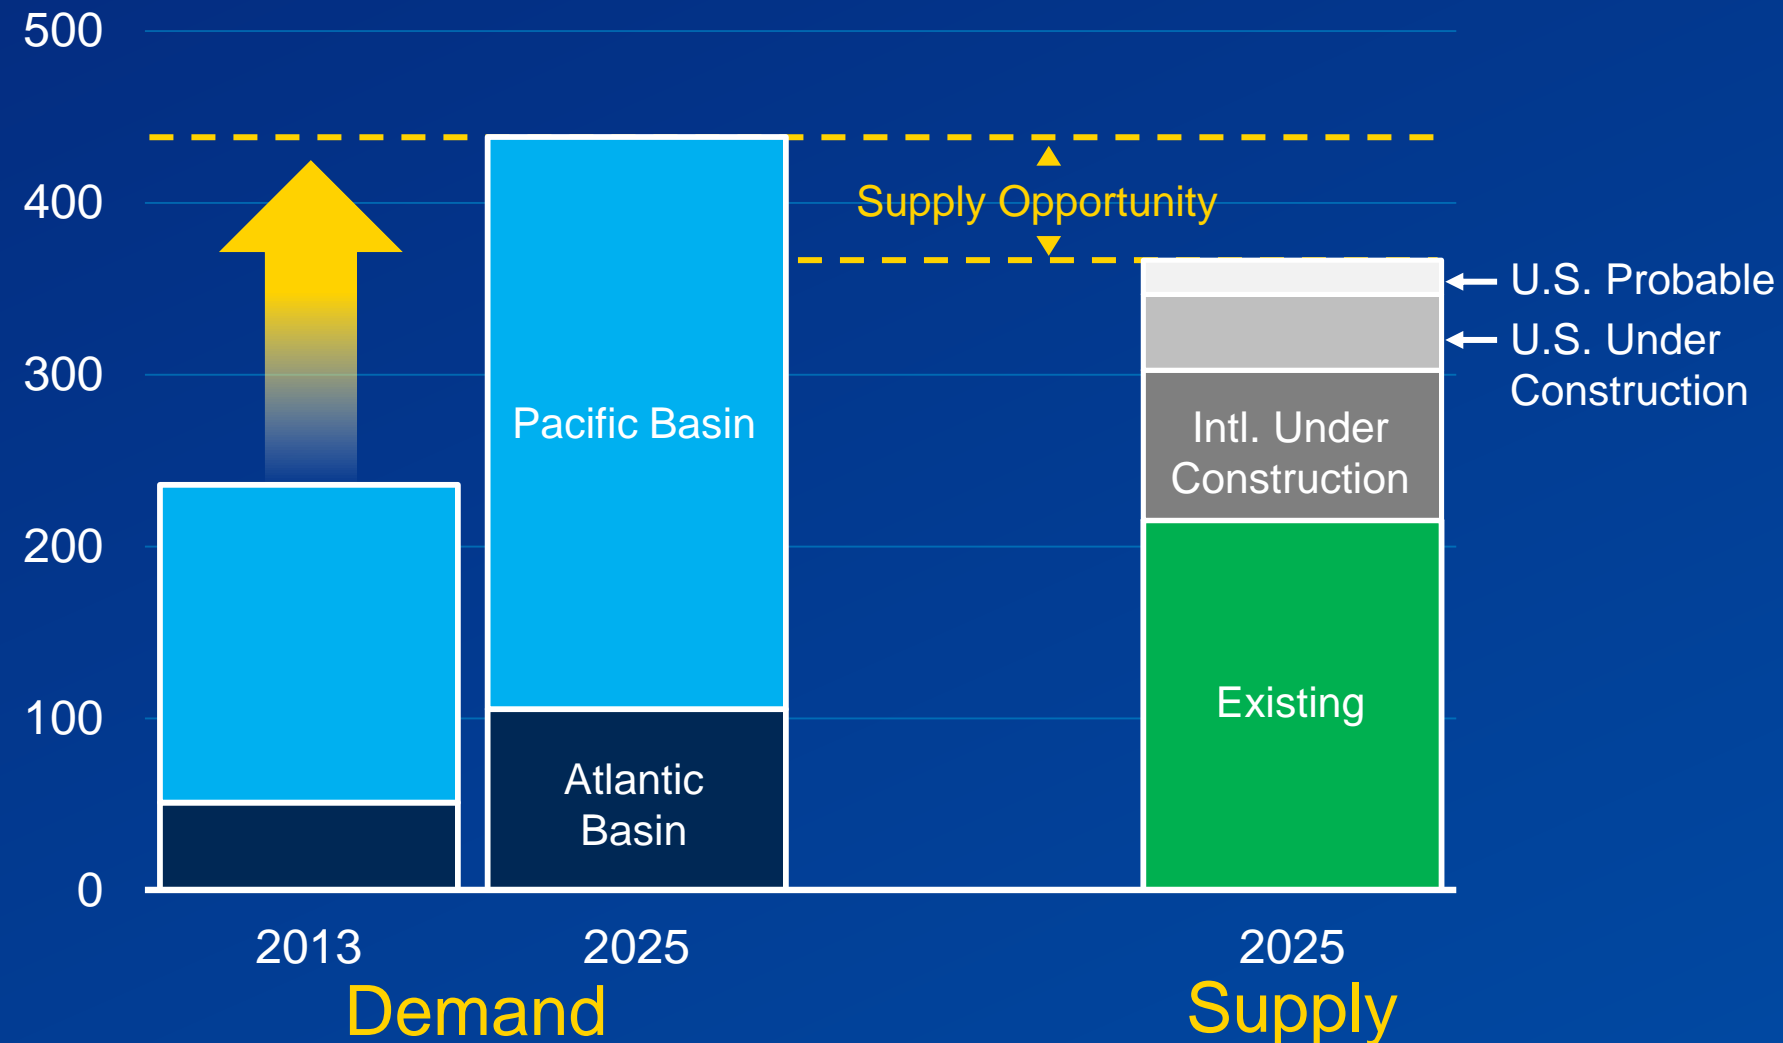 500
400
300
200
100
0
Supply Opportunity
Pacific Basin
Atlantic
Basin
U.S. Probable
U.S. Under
Construction
Intl. Under
Construction
Existing
2013
2025
2025
Demand
Supply